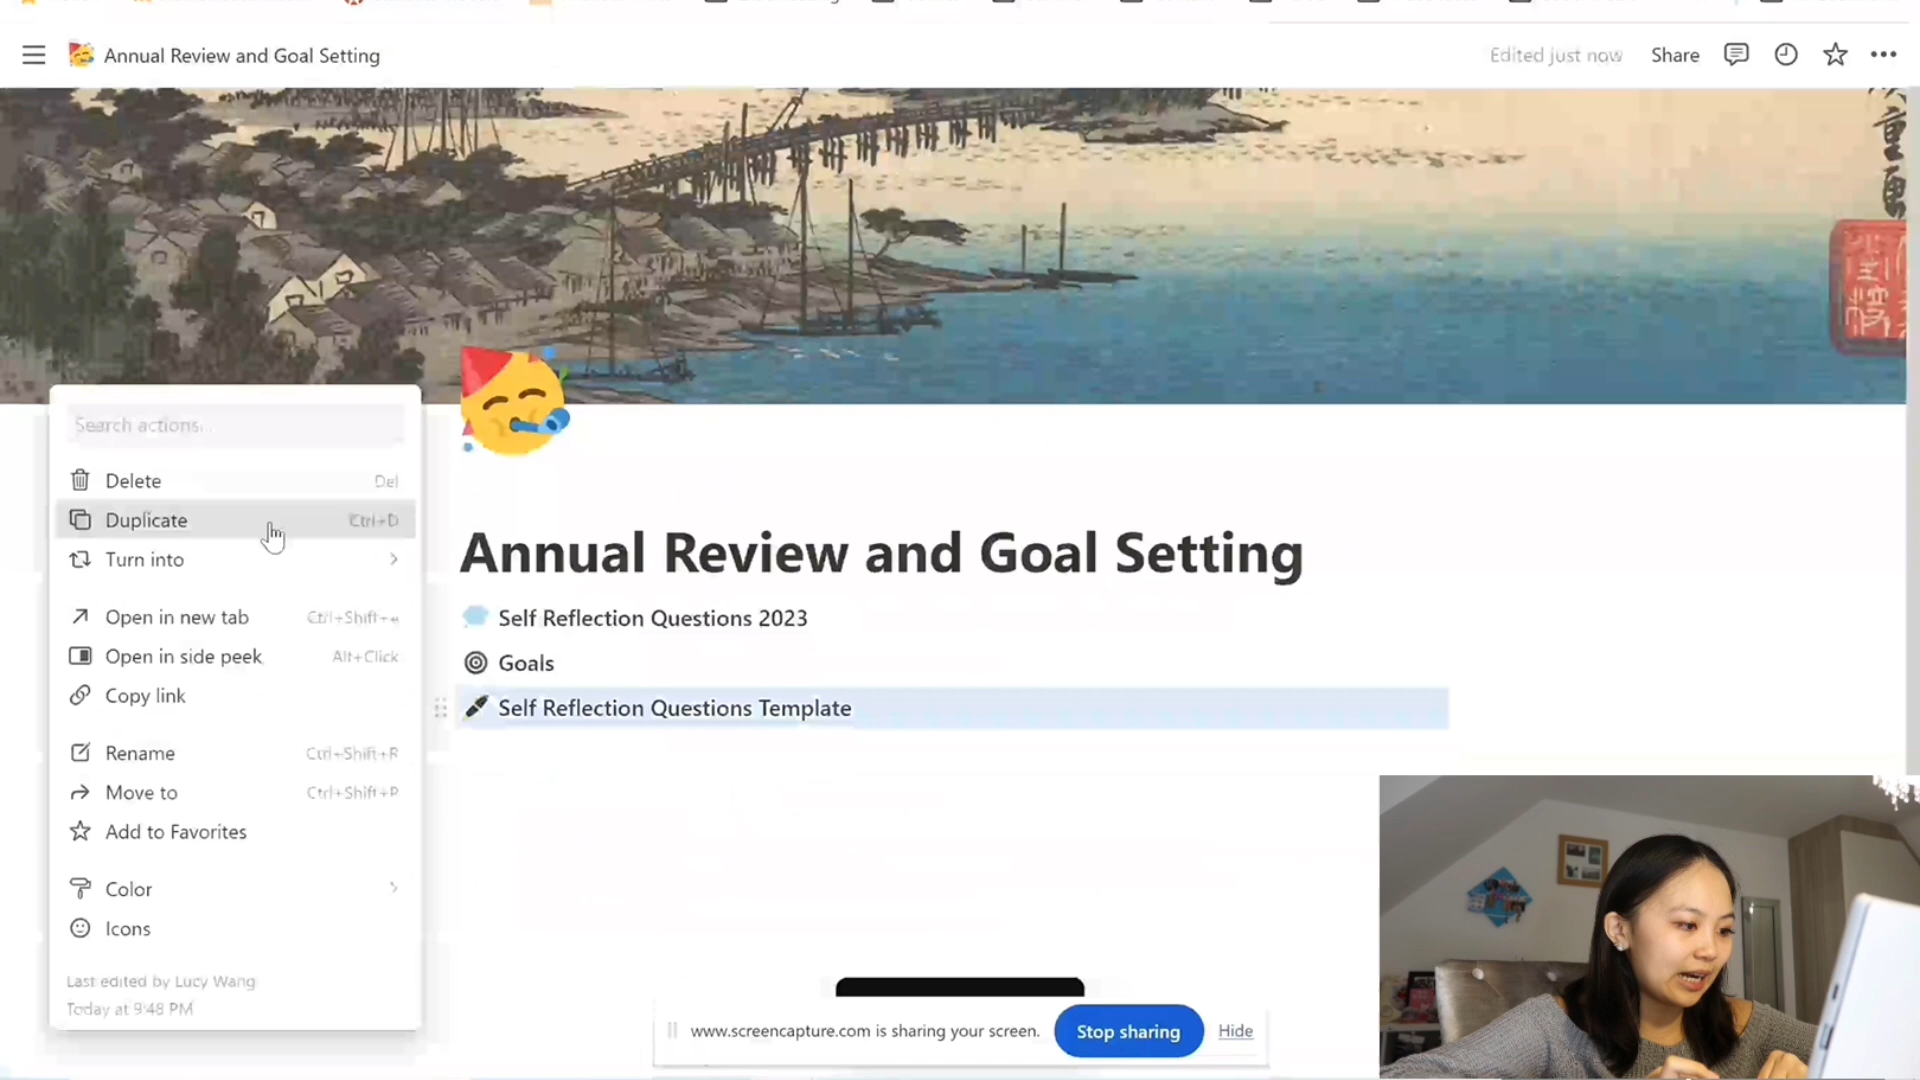 Annual Review and Goal Setting
Edited just now
Share
Search actions...
Delete Del
Duplicate Ctrl+D
Turn into
Open in new tab Ctrl+Shift+
Open in side peek Alt+Click
Copy link
Rename Ctrl+Shift+R
Move to Ctrl+Shift+P
Add to Favorites
Color
Icons
Last edited by Lucy Wang
Today at 9:48 PM
Annual Review and Goal Setting
Self Reflection Questions 2023
Goals
Self Reflection Questions Template
www.screencapture.com is sharing your screen.
Stop sharing
Hide